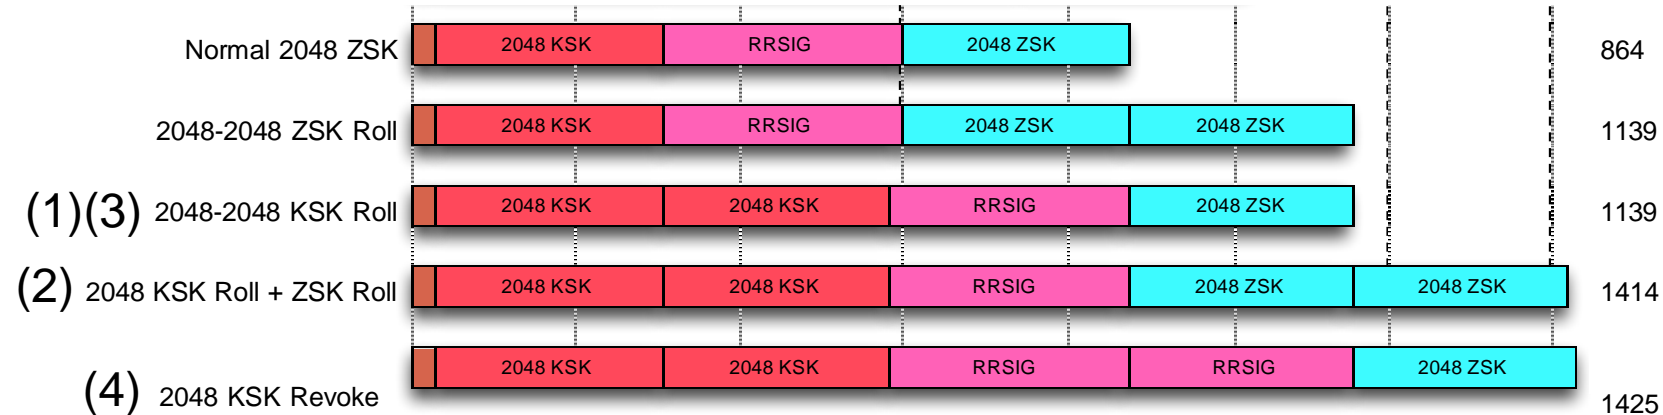 Normal 2048 ZSK 2048 KSK RRSIG 2048 ZSK 864
2048-2048 ZSK Roll 2048 KSK RRSIG 2048 ZSK 2048 ZSK 1139
(1)(3) 2048-2048 KSK Roll 2048 KSK 2048 KSK RRSIG 2048 ZSK 1139
(2) 2048 KSK Roll + ZSK Roll 2048 KSK 2048 KSK RRSIG 2048 ZSK 2048 ZSK 1414
(4) 2048 KSK Revoke 2048 KSK 2048 KSK RRSIG RRSIG 2048 ZSK 1425